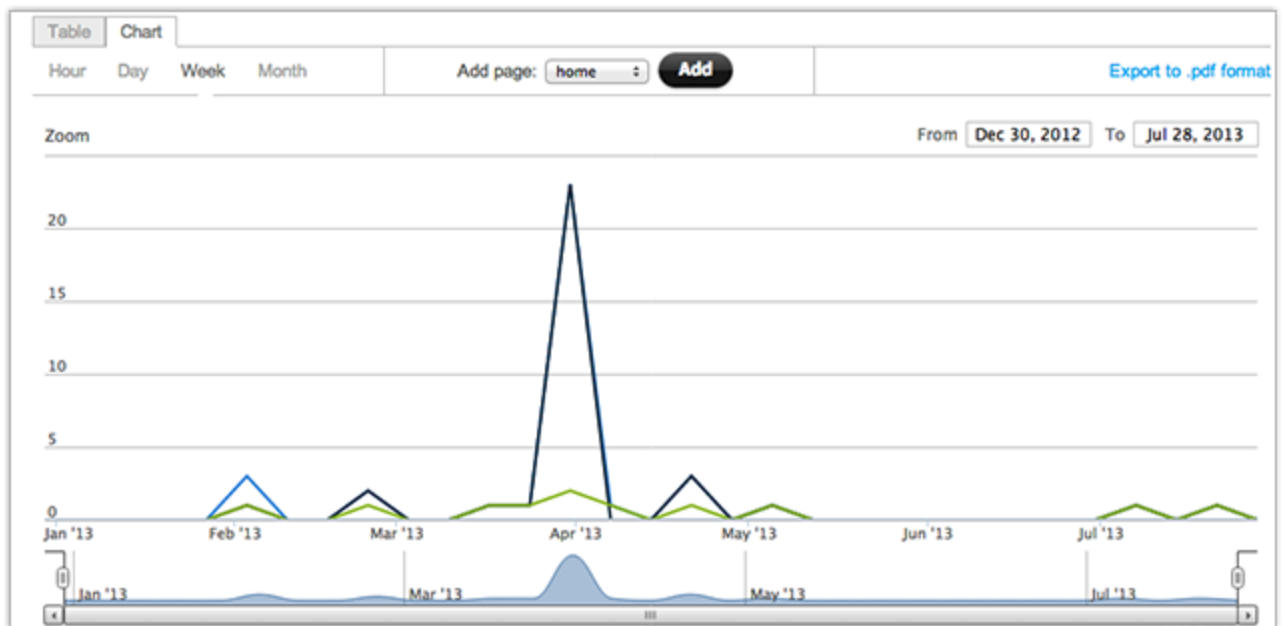 Table Chart
Hour Day Week Month Add page: home Add Export to .pdf format
Zoom From Dec 30, 2012 To Jul 28, 2013
20
15
10
5
0
Jan '13 Feb '13 Mar '13 Apr '13 May '13 Jun '13 Jul '13
Jan '13 Mar '13 May '13 Jul '13